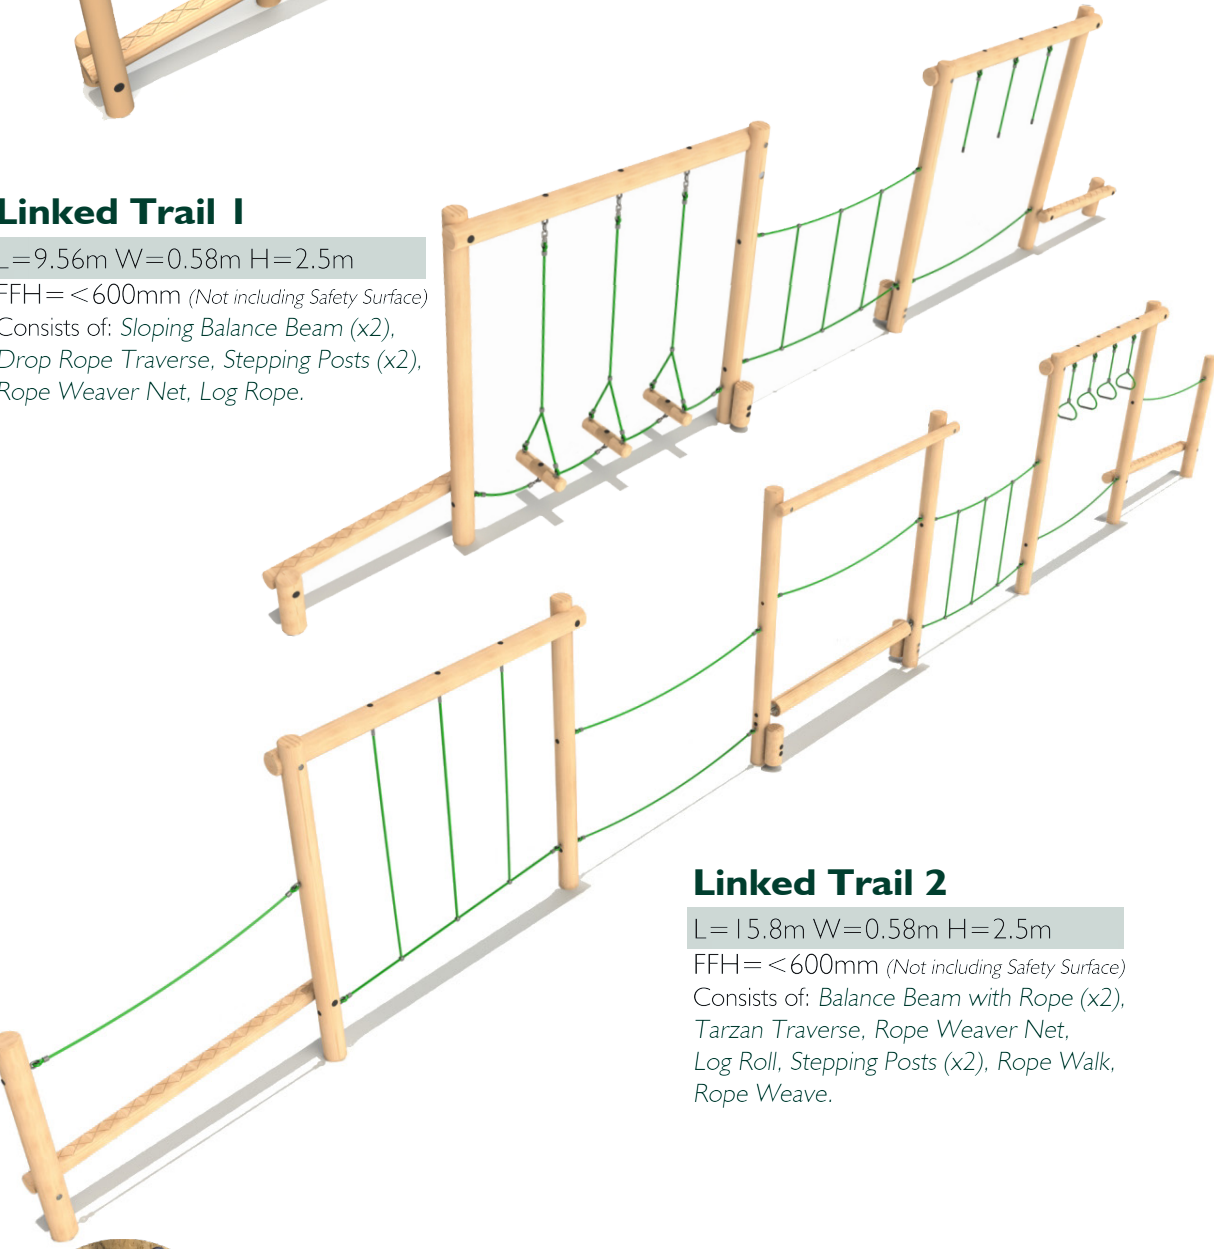 Linked Trail 1
L=9.56m W=0.58m H=2.5m
FFH=<600mm (Not including Safety Surface)
Consists of: Sloping Balance Beam (x2),
Drop Rope Traverse, Stepping Posts (x2),
Rope Weaver Net, Log Rope.
Linked Trail 2
L=15.8m W=0.58m H=2.5m
FFH=<600mm (Not including Safety Surface)
Consists of: Balance Beam with Rope (x2),
Tarzan Traverse, Rope Weaver Net,
Log Roll, Stepping Posts (x2), Rope Walk,
Rope Weave.